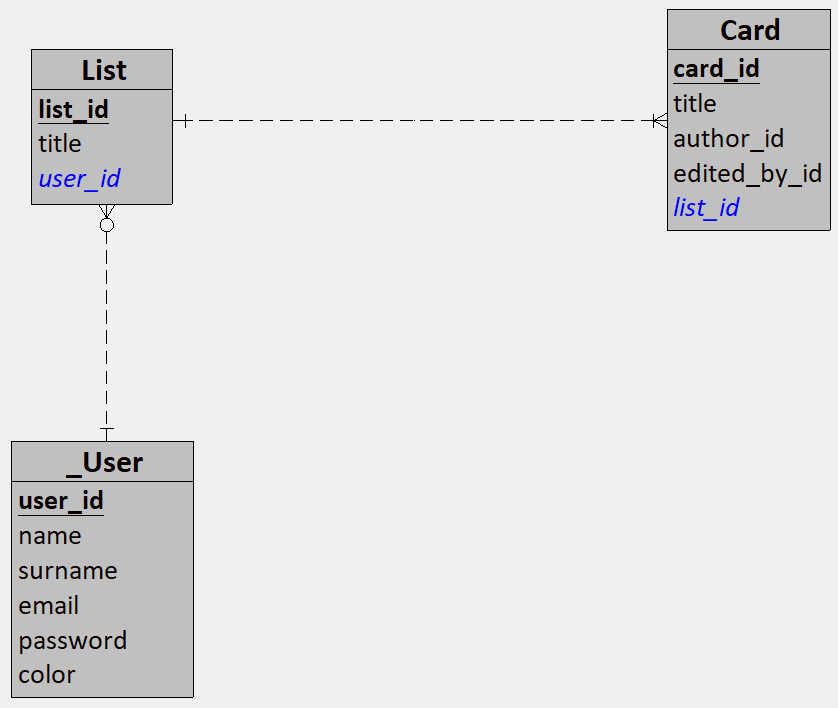 List
list_id
title
user_id
Card
card_id
title
author_id
edited_by_id
list_id
_User
user_id
name
surname
email
password
color